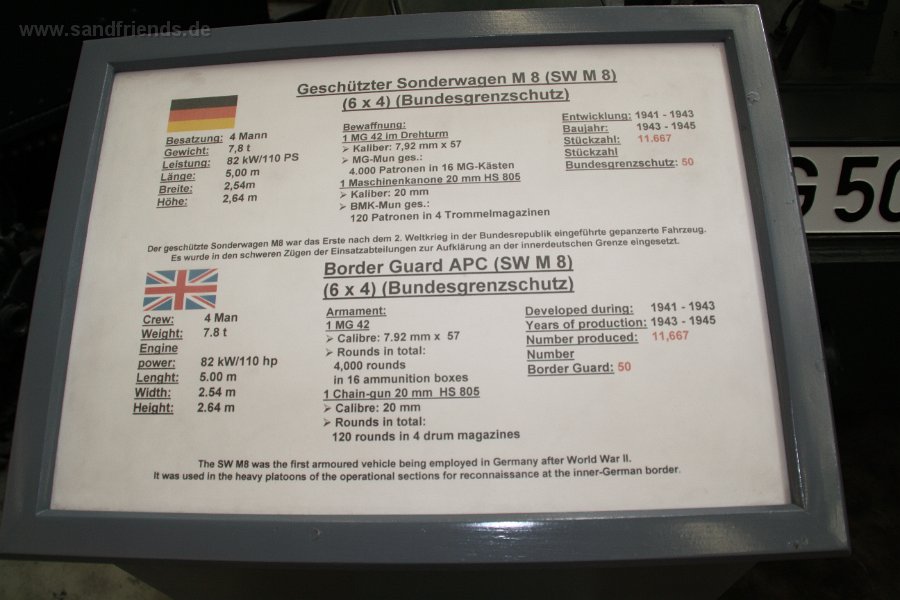 www.sandfriends.de
Geschützter Sonderwagen M 8 (SW M 8)
(6 x 4) (Bundesgrenzschutz)
Besatzung: 4 Mann
Gewicht: 7,8 t
Leistung: 82 kW/110 PS
Länge: 5,00 m
Breite: 2,54m
Höhe: 2,64 m
Bewaffnung:
1 MG 42 im Drehturm
➢ Kaliber: 7,92 mm x 57
➢ MG-Mun ges.:
4.000 Patronen in 16 MG-Kästen
1 Maschinenkanone 20 mm HS 805
➢ Kaliber: 20 mm
➢ BMK-Mun ges.:
120 Patronen in 4 Trommelmagazinen
Entwicklung: 1941 - 1943
Baujahr: 1943 - 1945
Stückzahl: 11.667
Stückzahl
Bundesgrenzschutz: 50
Der geschützte Sonderwagen M8 war das Erste nach dem 2. Weltkrieg in der Bundesrepublik eingeführte gepanzerte Fahrzeug.
Es wurde in den schweren Zügen der Einsatzabteilungen zur Aufklärung an der innerdeutschen Grenze eingesetzt.
Border Guard APC (SW M 8)
(6 x 4) (Bundesgrenzschutz)
Crew: 4 Man
Weight: 7.8 t
Engine
power: 82 kW/110 hp
Lenght: 5.00 m
Width: 2.54 m
Height: 2.64 m
Armament:
1 MG 42
➢ Calibre: 7.92 mm x 57
➢ Rounds in total:
4,000 rounds
in 16 ammunition boxes
1 Chain-gun 20 mm HS 805
➢ Calibre: 20 mm
➢ Rounds in total:
120 rounds in 4 drum magazines
Developed during: 1941 - 1943
Years of production: 1943 - 1945
Number produced: 11,667
Number
Border Guard: 50
The SW M8 was the first armoured vehicle being employed in Germany after World War II.
It was used in the heavy platoons of the operational sections for reconnaissance at the inner-German border.
G 50